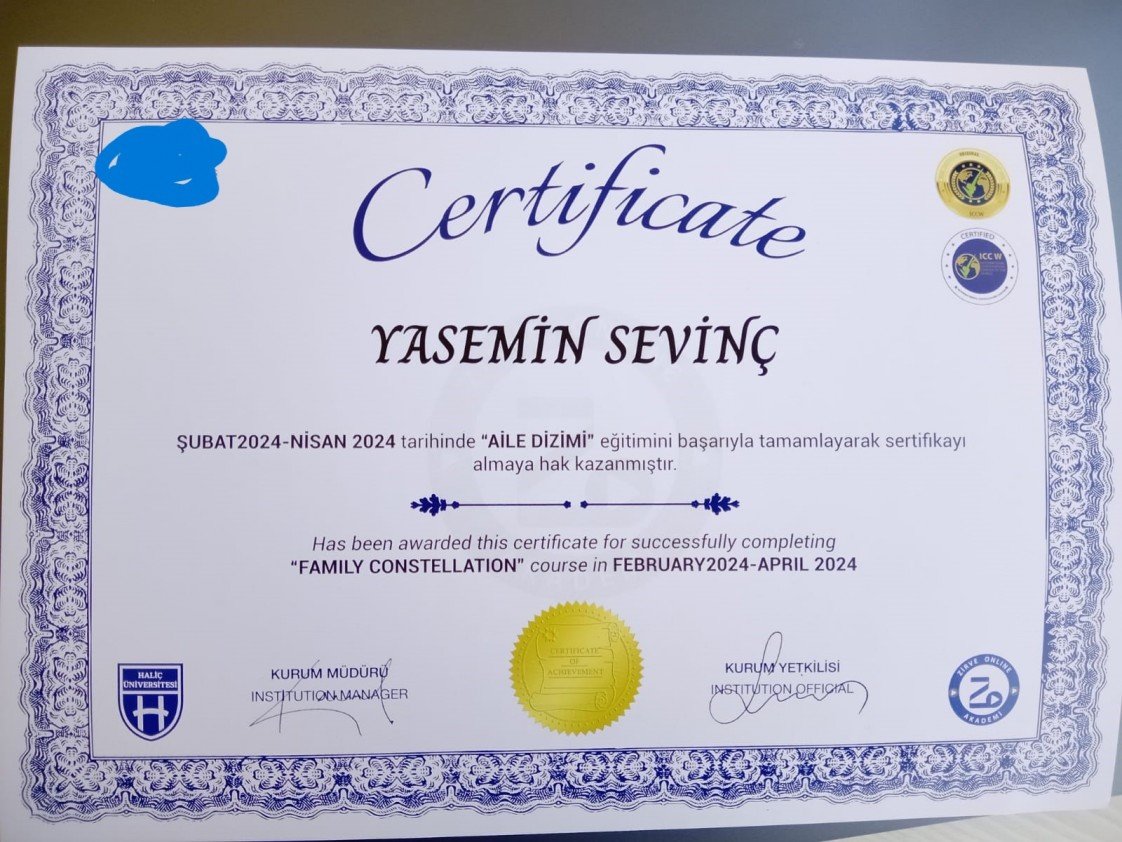 Certificate
ICCW
CERTIFIED
ICC W
YASEMİN SEVİNÇ
ŞUBAT2024-NİSAN 2024 tarihinde “AİLE DİZİMİ” eğitimini başarıyla tamamlayarak sertifikayı
almaya hak kazanmıştır.
Has been awarded this certificate for successfully completing
“FAMILY CONSTELLATION” course in FEBRUARY2024-APRIL 2024
HALİÇ
ÜNİVERSİTESİ
KURUM MÜDÜRÜ
INSTITUTION MANAGER
CERTIFICATE
OF
ACHIEVEMENT
KURUM YETKİLİSİ
INSTITUTION OFFICIAL
ZIRVE ONLINE
AKADEMİ